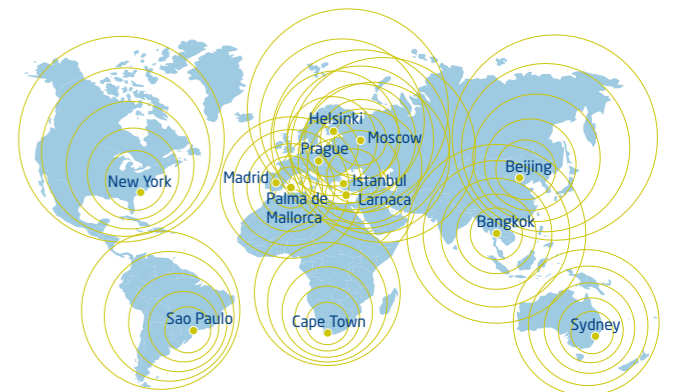 Helsinki
Moscow
Prague
Madrid
Istanbul
Palma de
Mallorca
Larnaca
New York
Beijing
Bangkok
Sao Paulo
Cape Town
Sydney